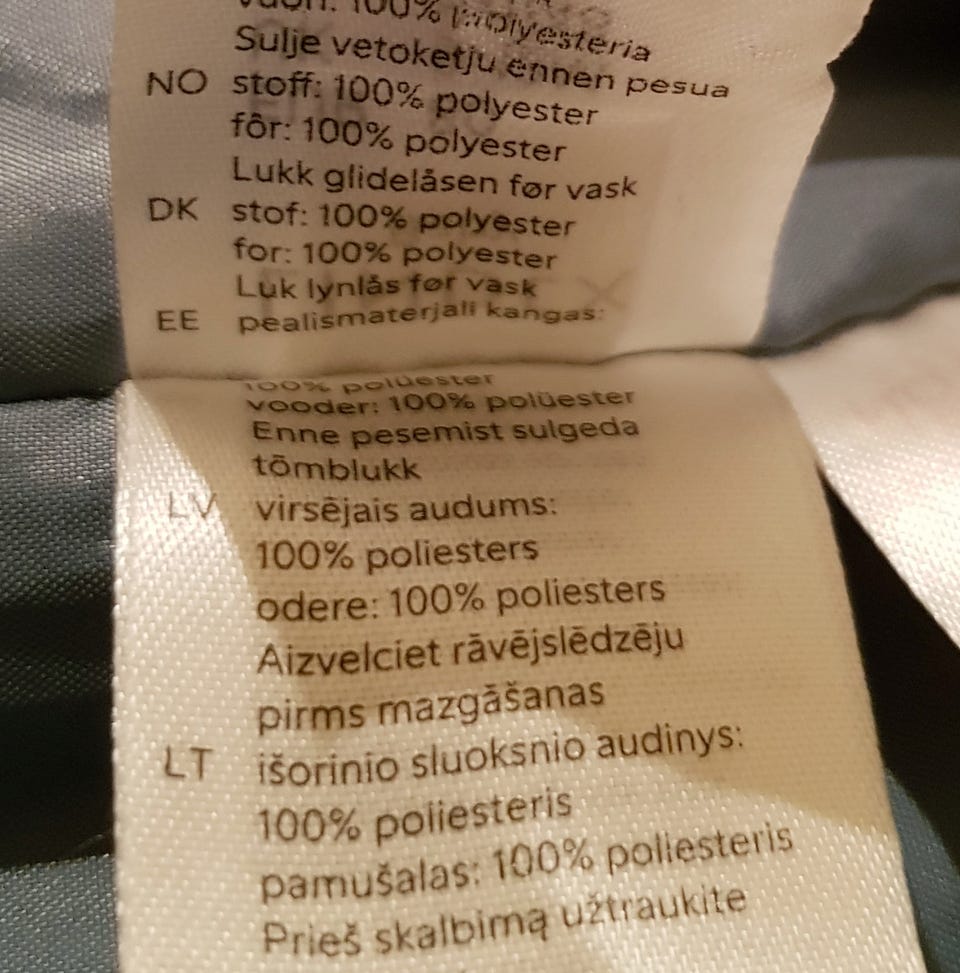 vuori: 100% polyesteria
Sulje vetoketju ennen pesua
NO stoff: 100% polyester
fôr: 100% polyester
Lukk glidelåsen før vask
DK stof: 100% polyester
for: 100% polyester
Luk lynlås før vask
EE pealismaterjali kangas:
100% polüester
vooder: 100% polüester
Enne pesemist sulgeda
tõmblukk
LV virsējais audums:
100% poliesters
odere: 100% poliesters
Aizvelciet rāvējslēdzēju
pirms mazgāšanas
LT išorinio sluoksnio audinys:
100% poliesteris
pamušalas: 100% poliesteris
Prieš skalbimą užtraukite